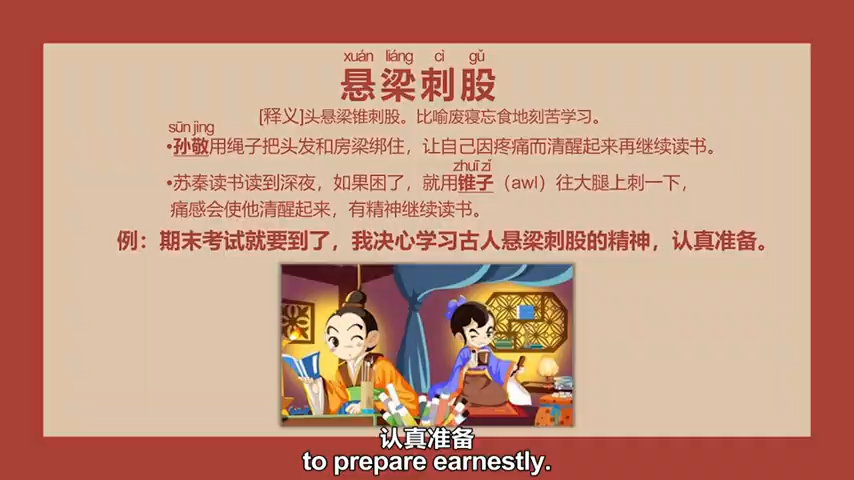 xuán liáng cì gǔ
悬梁刺股
[释义]头悬梁锥刺股。比喻废寝忘食地刻苦学习。
sūn jìng
•孙敬用绳子把头发和房梁绑住，让自己因疼痛而清醒起来再继续读书。
zhuī zǐ
•苏秦读书读到深夜，如果困了，就用锥子（awl）往大腿上刺一下，
痛感会使他清醒起来，有精神继续读书。
例：期末考试就要到了，我决心学习古人悬梁刺股的精神，认真准备。
认真准备
to prepare earnestly.